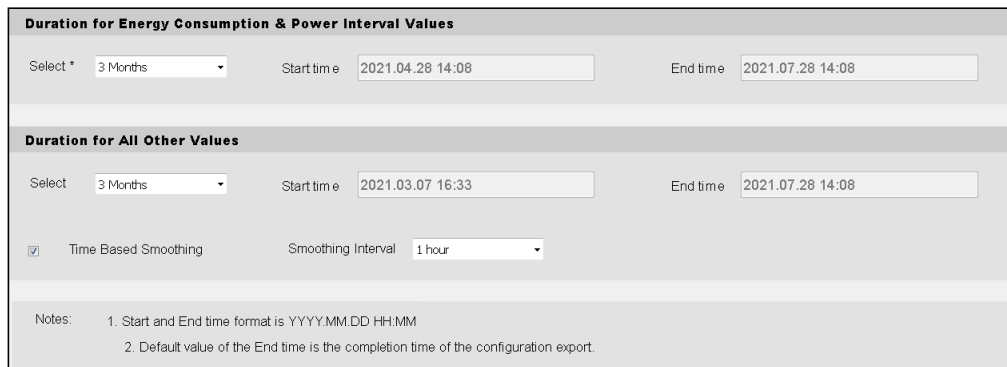 Duration for Energy Consumption & Power Interval Values
Select * 3 Months Start time 2021.04.28 14:08 End time 2021.07.28 14:08
Duration for All Other Values
Select 3 Months Start time 2021.03.07 16:33 End time 2021.07.28 14:08
Time Based Smoothing Smoothing Interval 1 hour
Notes: 1. Start and End time format is YYYY.MM.DD HH:MM
2. Default value of the End time is the completion time of the configuration export.